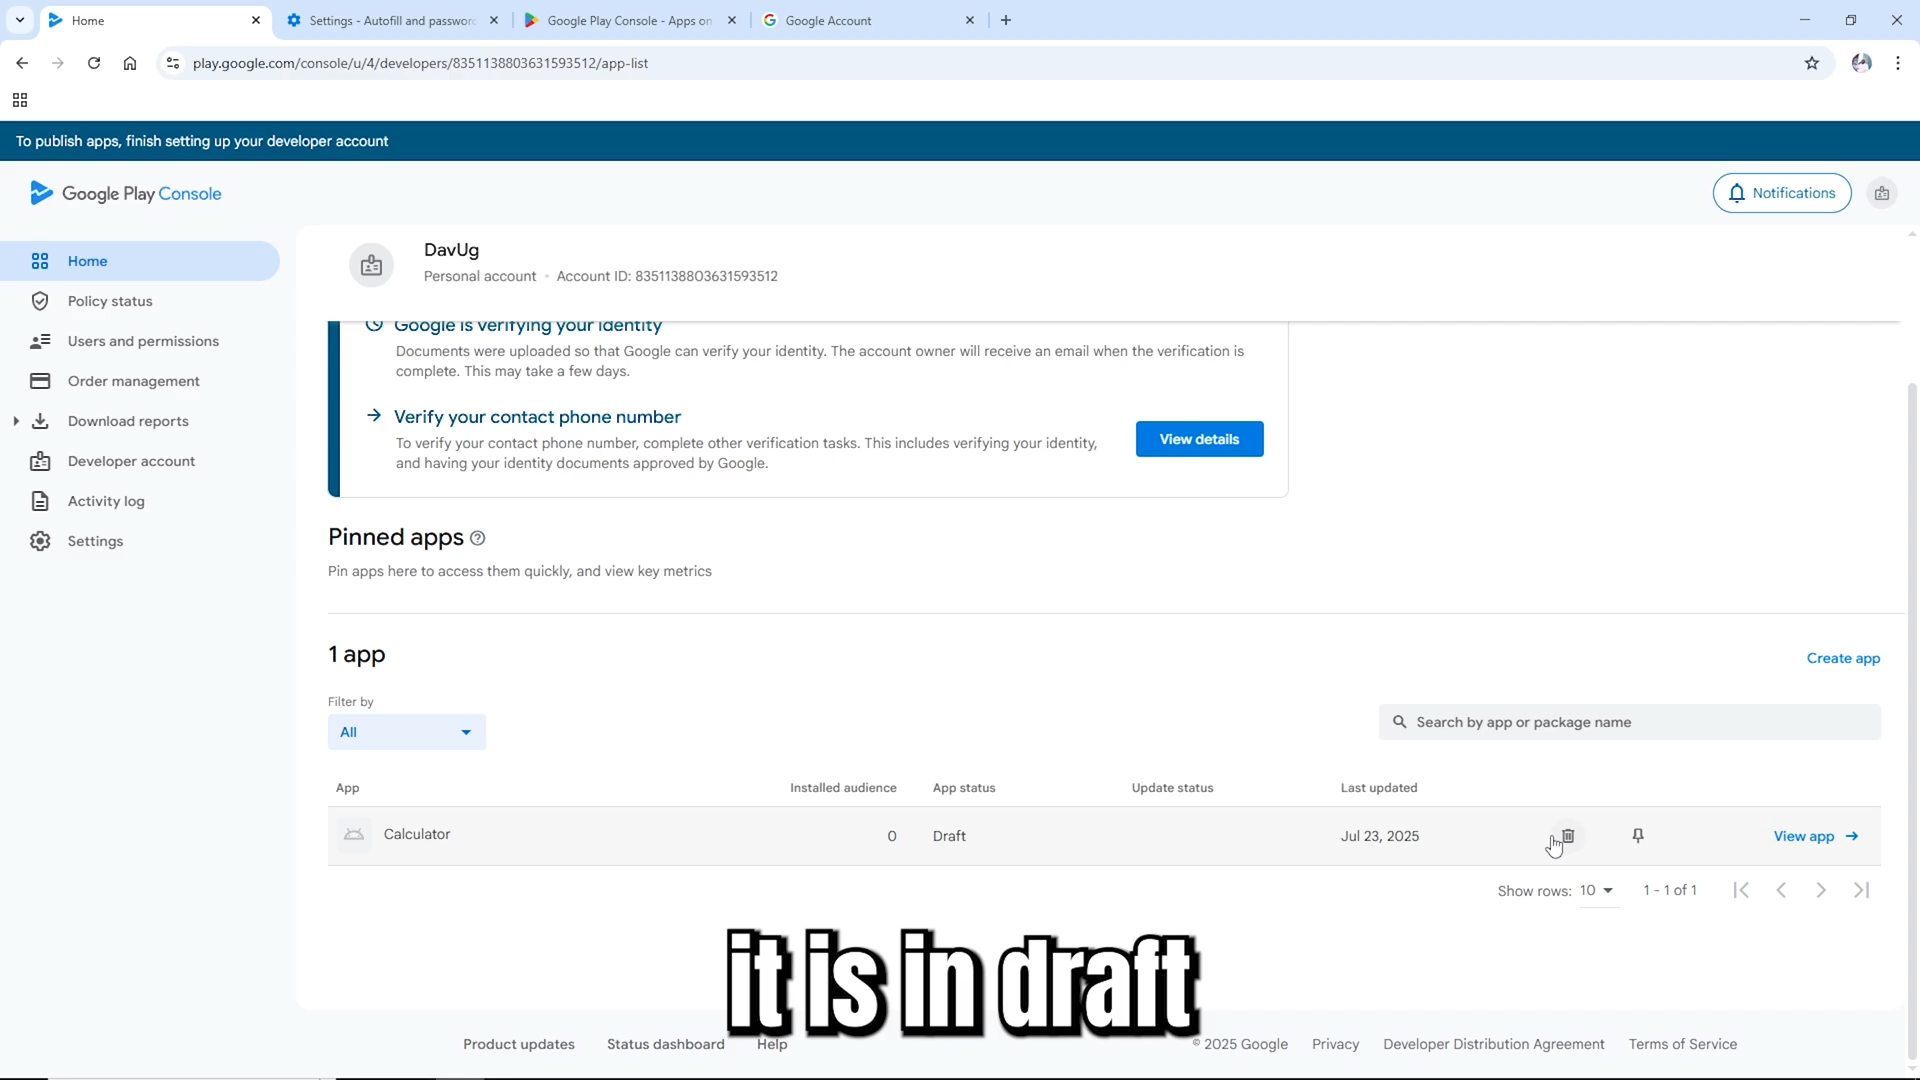 Home
Settings - Autofill and passwor
Google Play Console - Apps on
Google Account
play.google.com/console/u/4/developers/8351138803631593512/app-list
To publish apps, finish setting up your developer account
Google Play Console
Notifications
Home
Policy status
Users and permissions
Order management
Download reports
Developer account
Activity log
Settings
DavUg
Personal account • Account ID: 8351138803631593512
Google is verifying your identity
Documents were uploaded so that Google can verify your identity. The account owner will receive an email when the verification is
complete. This may take a few days.
Verify your contact phone number
To verify your contact phone number, complete other verification tasks. This includes verifying your identity,
and having your identity documents approved by Google.
View details
Pinned apps
Pin apps here to access them quickly, and view key metrics
1 app
Create app
Filter by
All
Search by app or package name
App Installed audience App status Update status Last updated
Calculator 0 Draft Jul 23, 2025 View app
Show rows: 10 1 - 1 of 1
it is in draft
Product updates Status dashboard Help © 2025 Google Privacy Developer Distribution Agreement Terms of Service